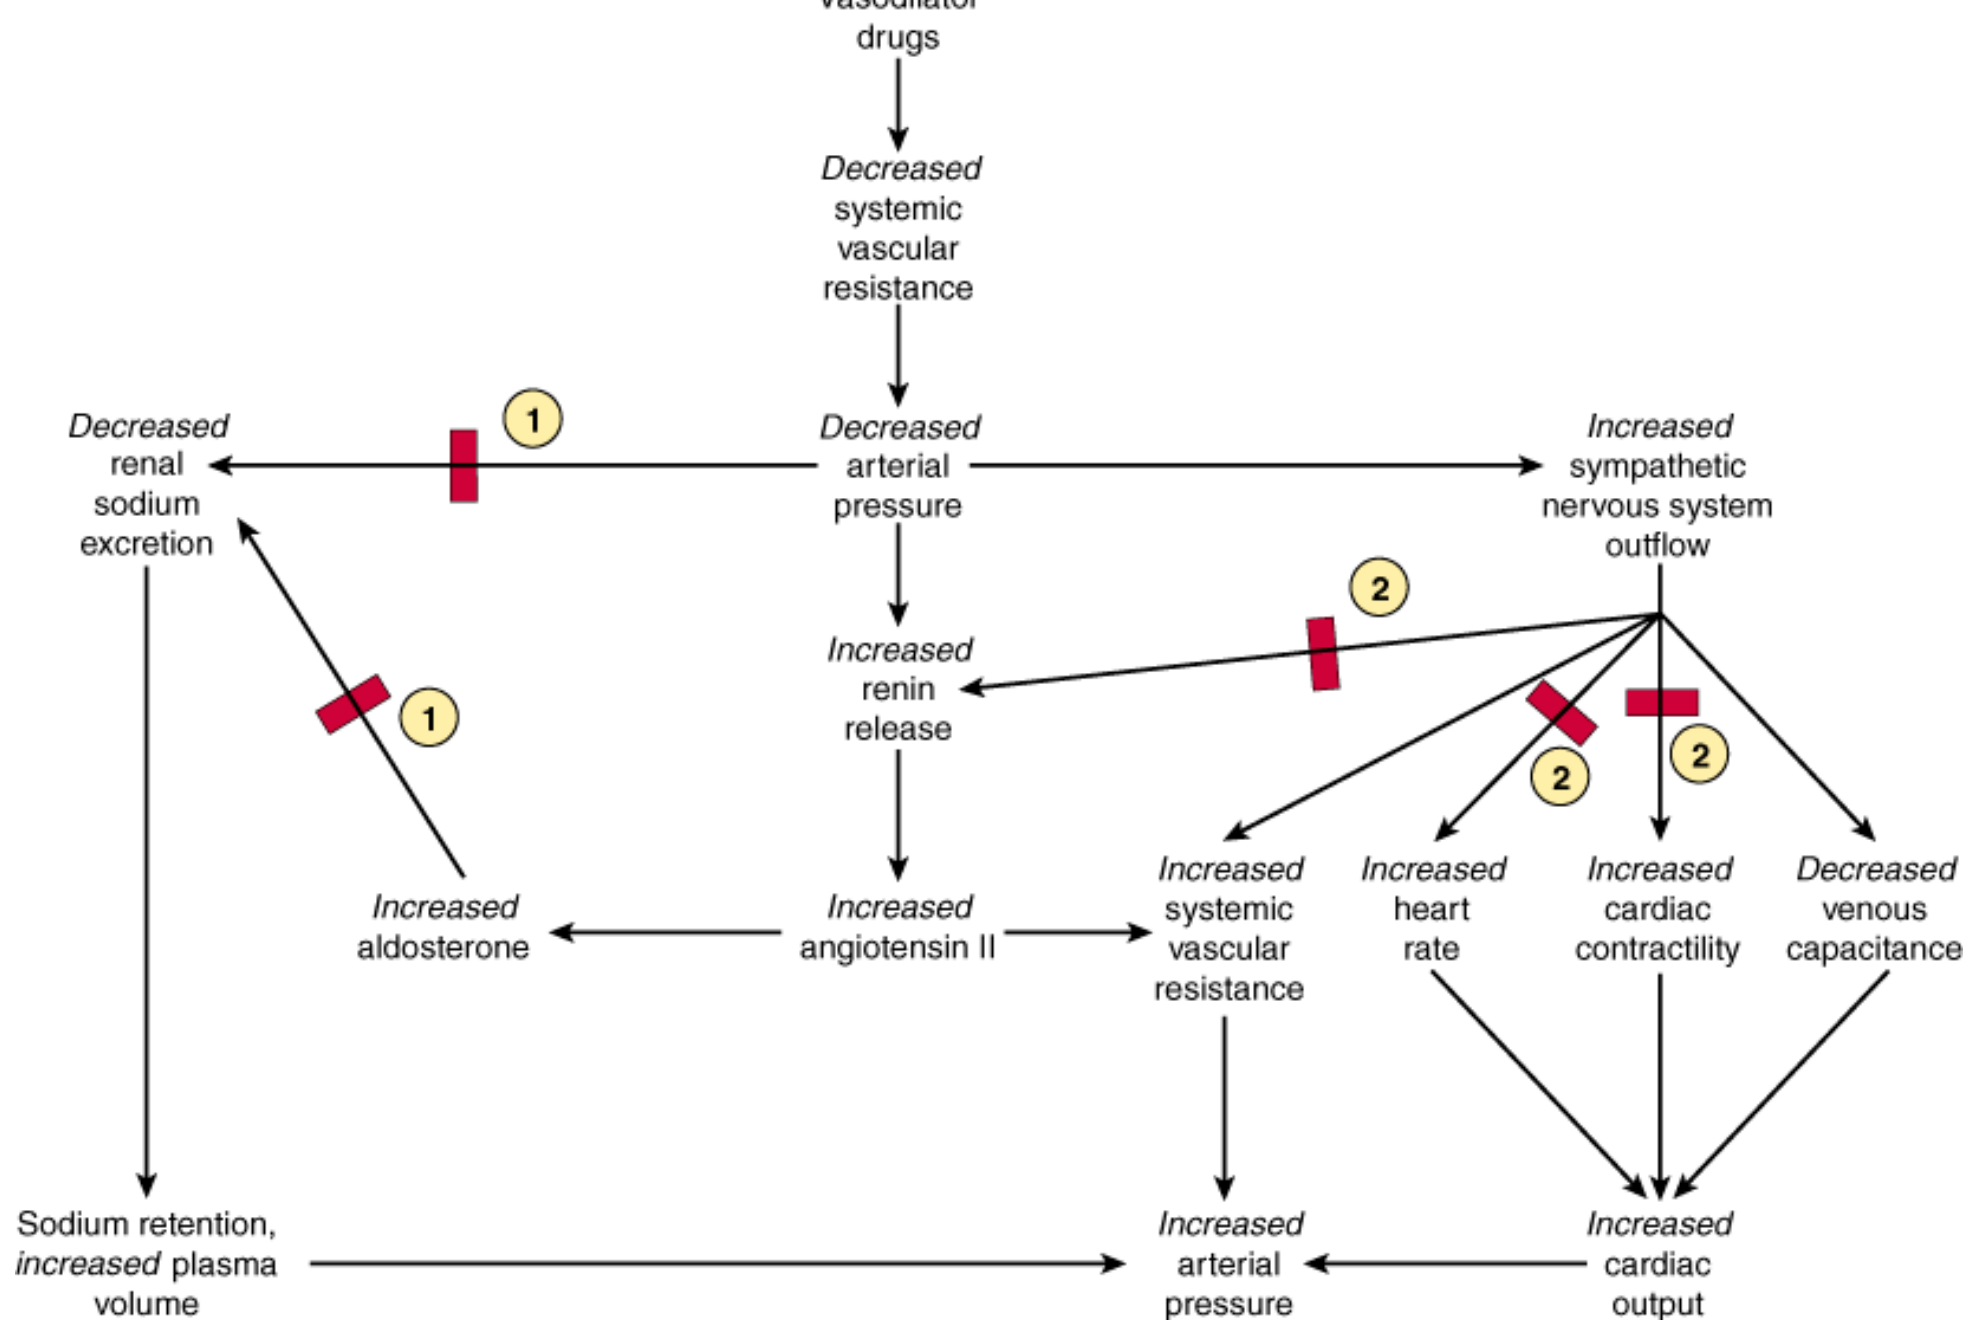 Vasodilator
drugs
Decreased
systemic
vascular
resistance
Decreased
renal
sodium
excretion
1
Decreased
arterial
pressure
Increased
sympathetic
nervous system
outflow
2
Increased
renin
release
1
2
2
Increased
aldosterone
Increased
angiotensin II
Increased
systemic
vascular
resistance
Increased
heart
rate
Increased
cardiac
contractility
Decreased
venous
capacitance
Sodium retention,
increased plasma
volume
Increased
arterial
pressure
Increased
cardiac
output